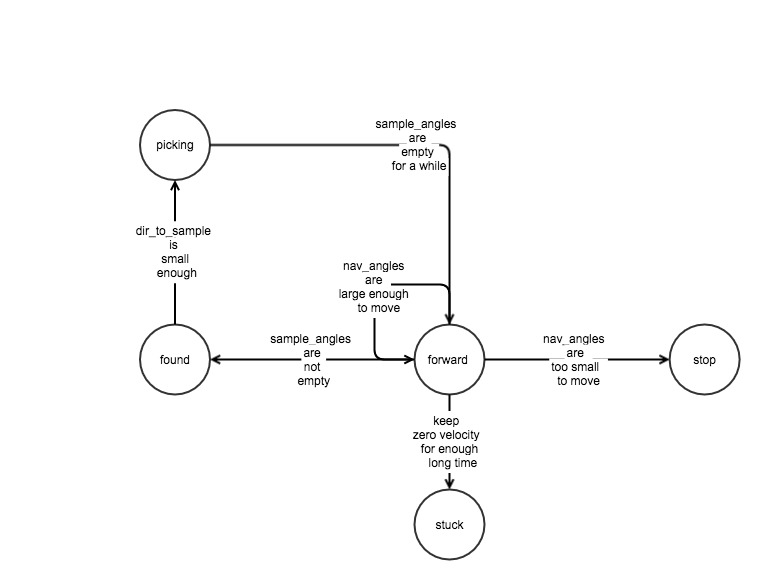 sample_angles
are
empty
for a while
picking
dir_to_sample
is
small
enough
nav_angles
are
large enough
to move
found
sample_angles
are
not
empty
forward
nav_angles
are
too small
to move
stop
keep
zero velocity
for enough
long time
stuck